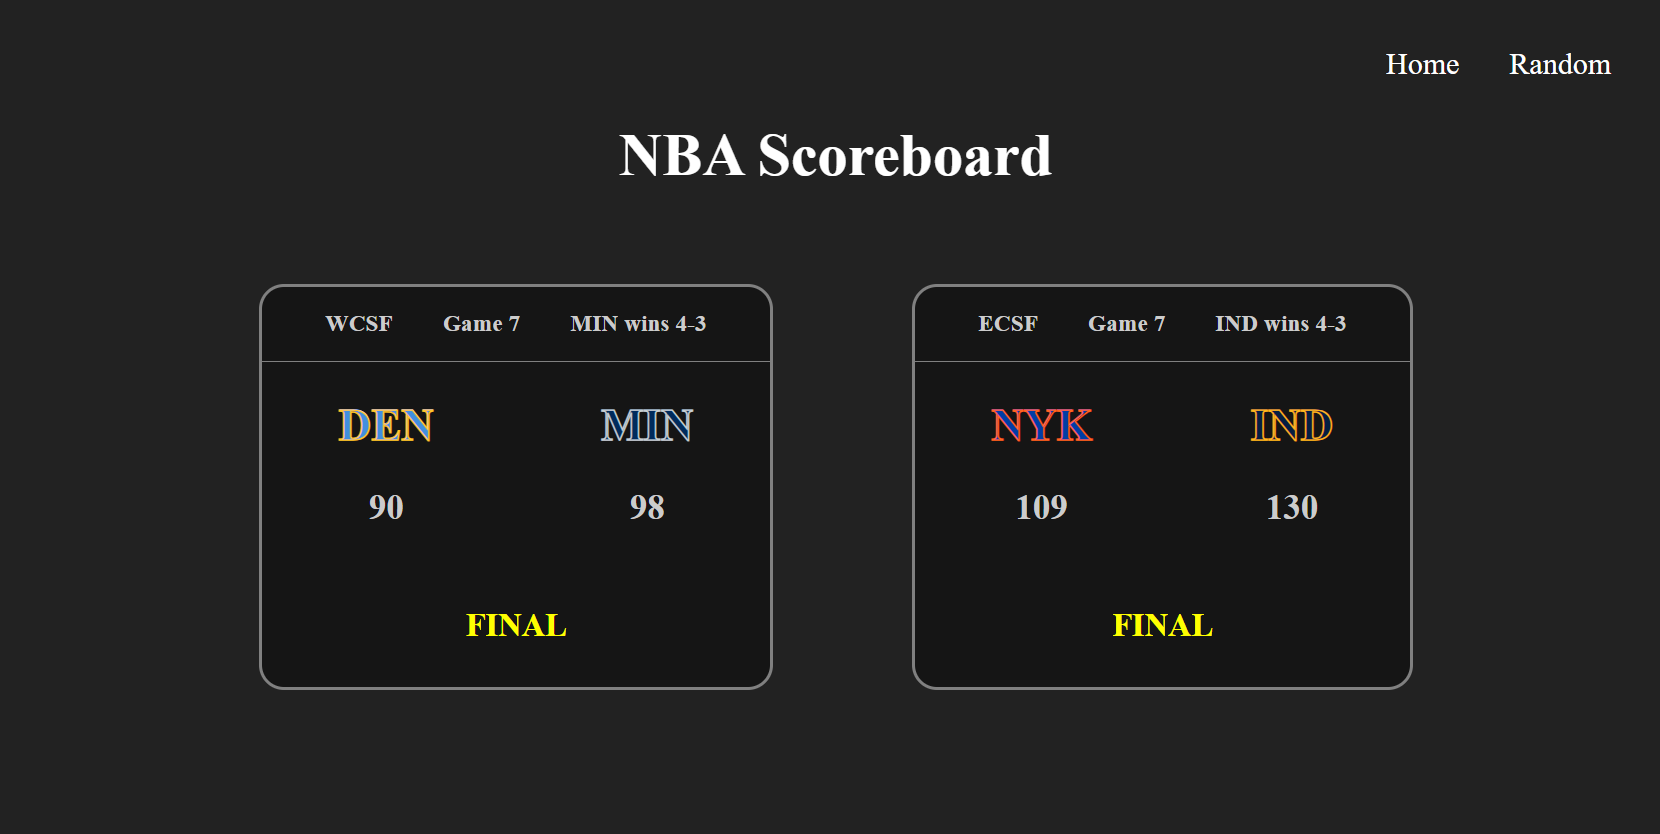 Home Random
NBA Scoreboard
WCSF Game 7 MIN wins 4-3
DEN MIN
90 98
FINAL
ECSF Game 7 IND wins 4-3
NYK IND
109 130
FINAL